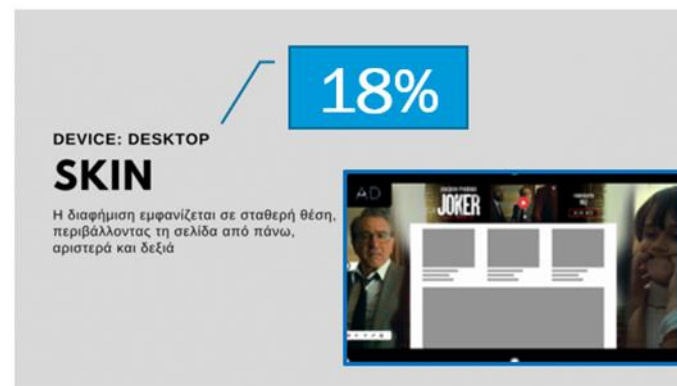 18%
DEVICE: DESKTOP
SKIN
Η διαφήμιση εμφανίζεται σε σταθερή θέση,
περιβάλλοντας τη σελίδα από πάνω,
αριστερά και δεξιά
AD
JOKER